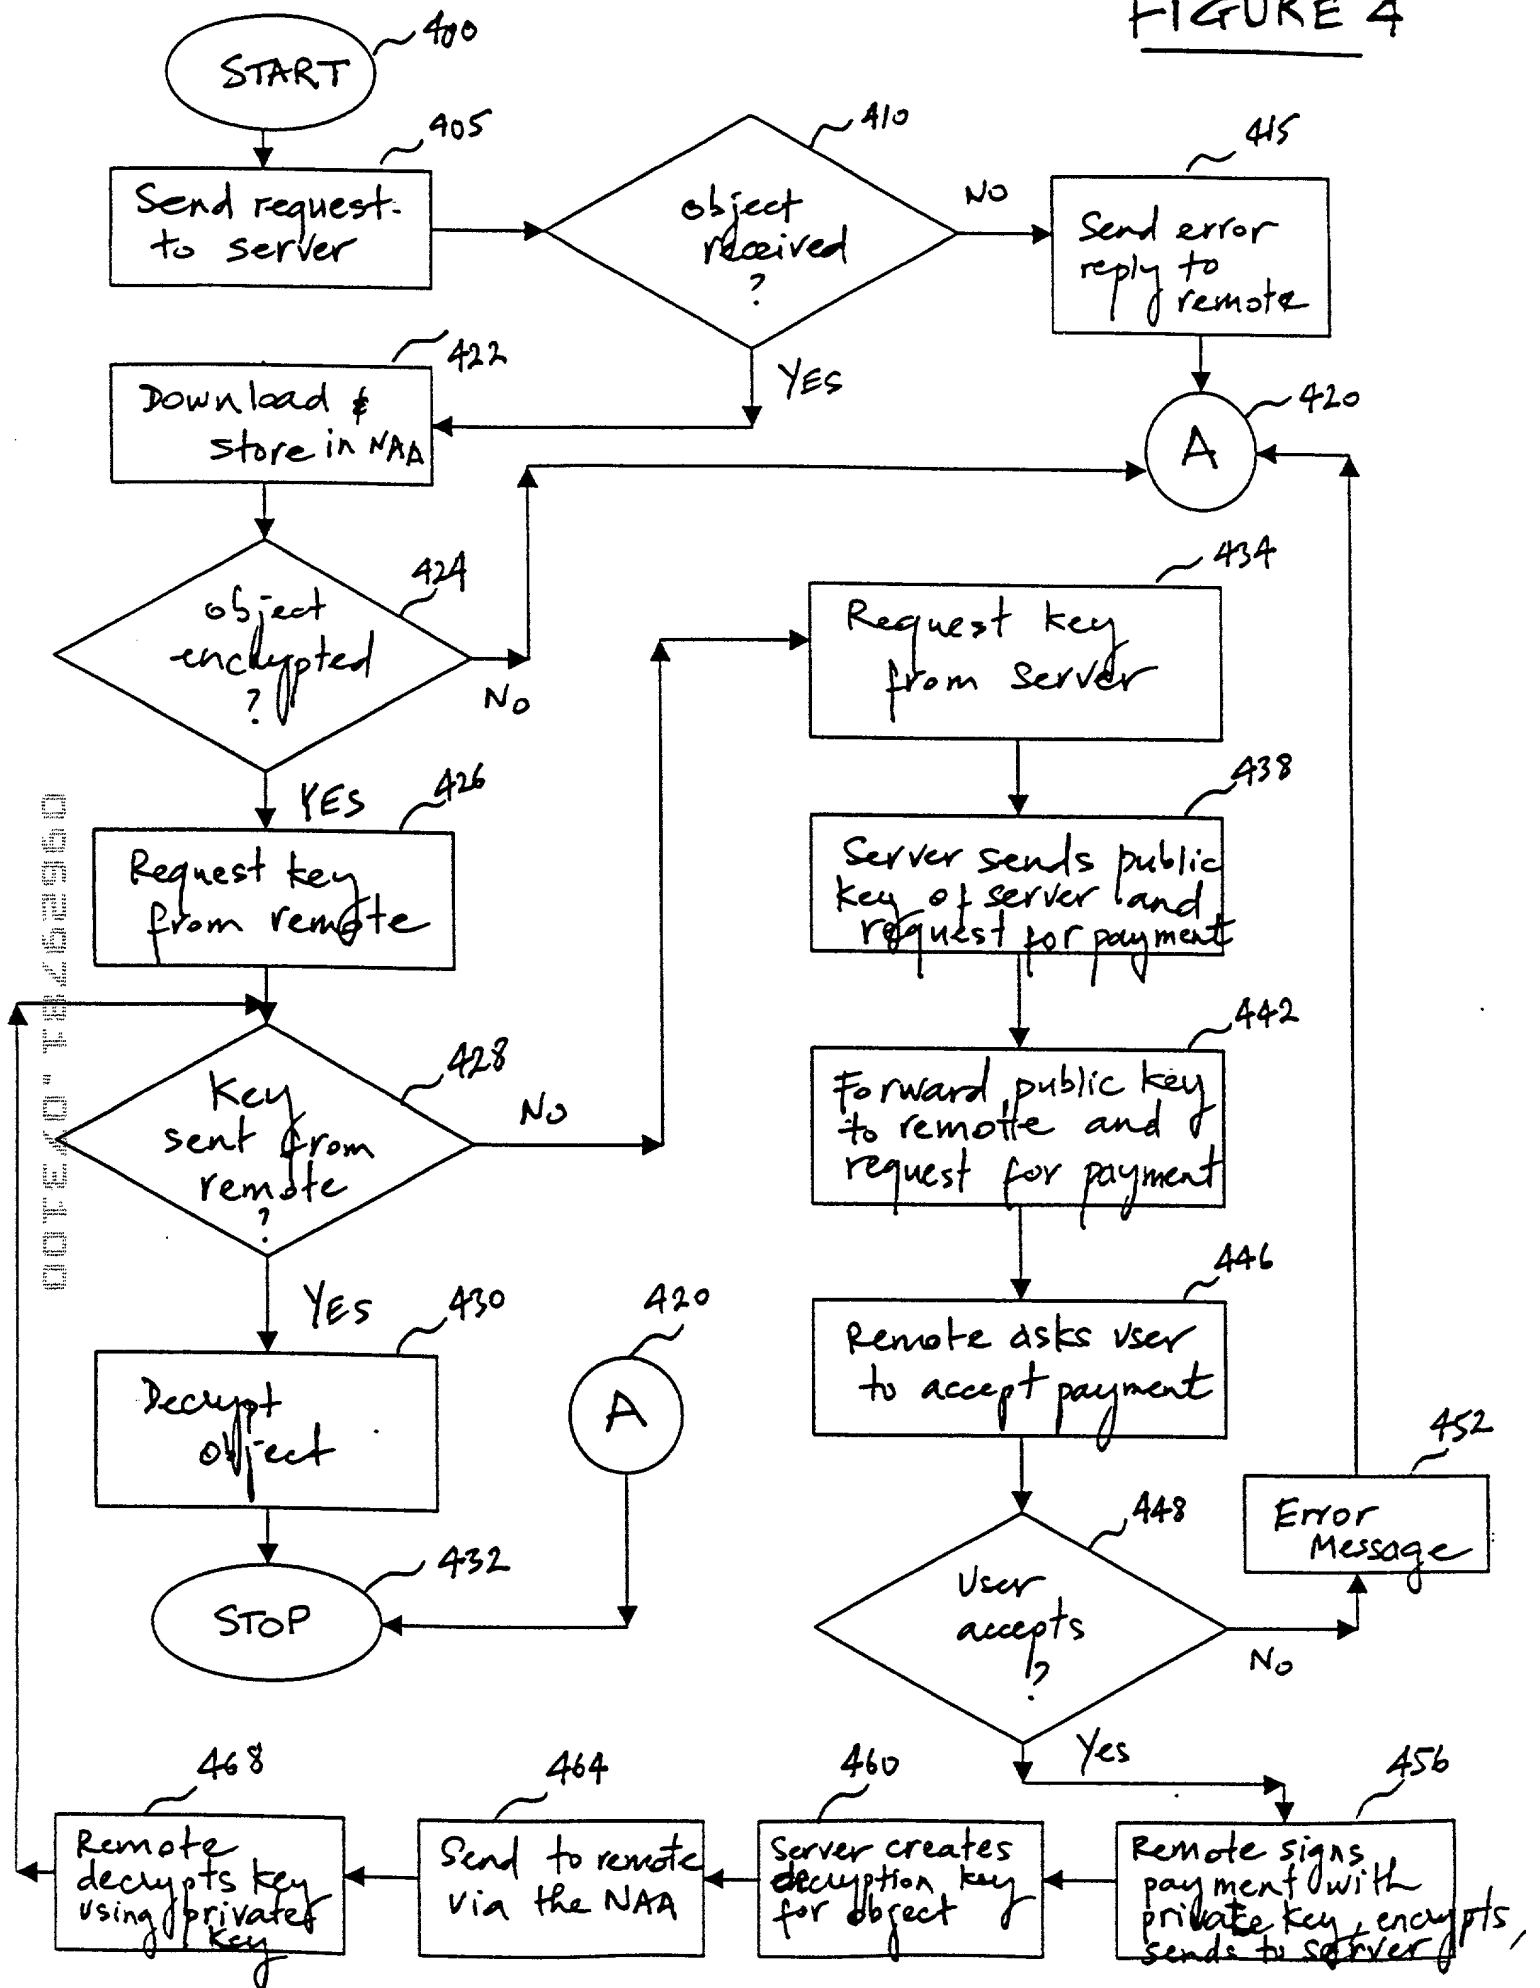 FIGURE 4
START
400
405
Send request
to server
410
object
received
?
NO
YES
415
Send error
reply to
remote
420
A
422
Download &
store in NAA
424
object
encrypted
?
No
YES
426
Request key
from remote
428
Key
sent from
remote
?
No
YES
430
Decrypt
object
432
STOP
420
A
434
Request key
from server
438
Server sends public
key of server and
request for payment
442
Forward public key
to remote and
request for payment
446
Remote asks user
to accept payment
448
User
accepts
?
No
Yes
452
Error
Message
456
Remote signs
payment with
private key, encrypts,
sends to server
460
Server creates
decryption key
for object
464
Send to remote
via the NAA
468
Remote
decrypts key
using private
key